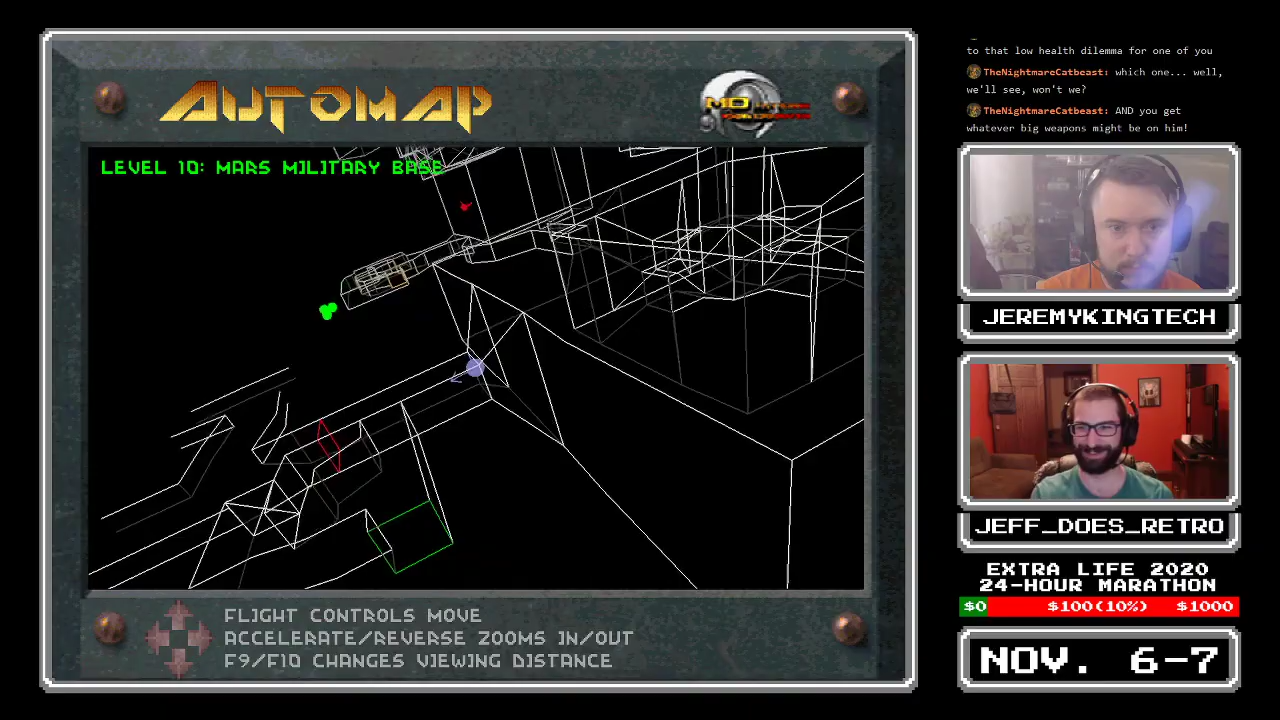 AUTOMAP
MD
LEVEL 10: MARS MILITARY BASE
FLIGHT CONTROLS MOVE
ACCELERATE/REVERSE ZOOMS IN/OUT
F9/F10 CHANGES VIEWING DISTANCE
to that low health dilemma for one of you
TheNightmareCatbeast: which one... well,
we'll see, won't we?
TheNightmareCatbeast: AND you get
whatever big weapons might be on him!
JEREMYKINGTECH
JEFF_DOES_RETRO
EXTRA LIFE 2020
24-HOUR MARATHON
$0 $100(10%) $1000
NOV. 6-7